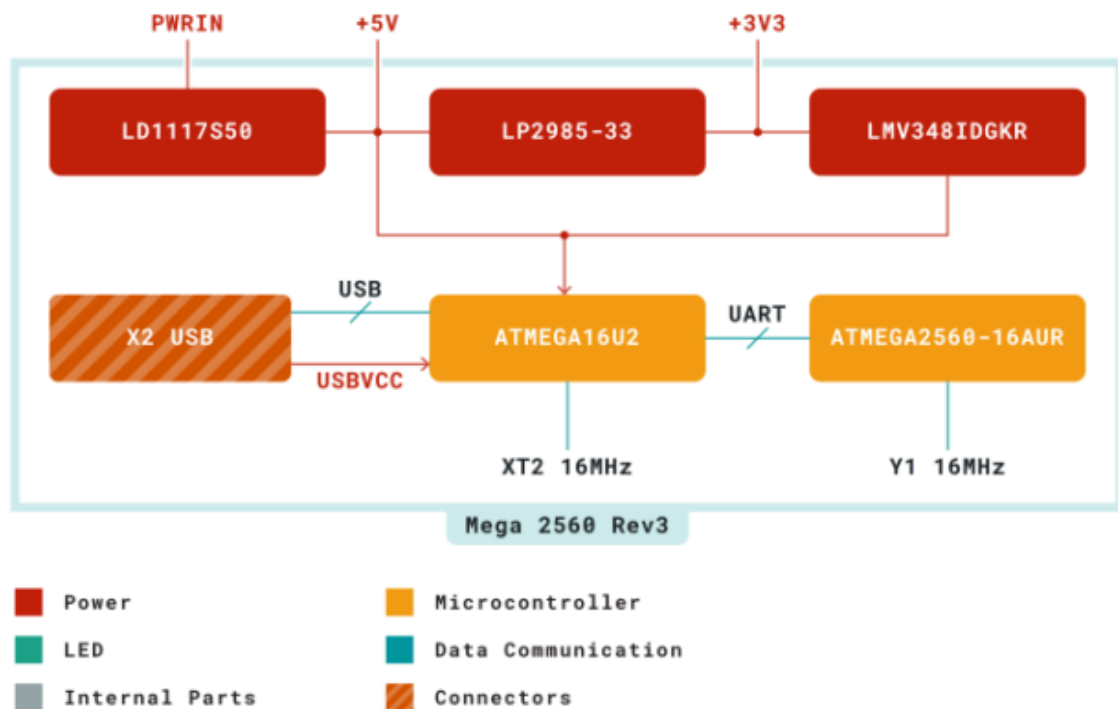 PWRIN
+5V
+3V3
LD1117S50
LP2985-33
LMV348IDGKR
USB
UART
X2 USB
ATMEGA16U2
ATMEGA2560-16AUR
USBVCC
XT2 16MHz
Y1 16MHz
Mega 2560 Rev3
Power
Microcontroller
LED
Data Communication
Internal Parts
Connectors